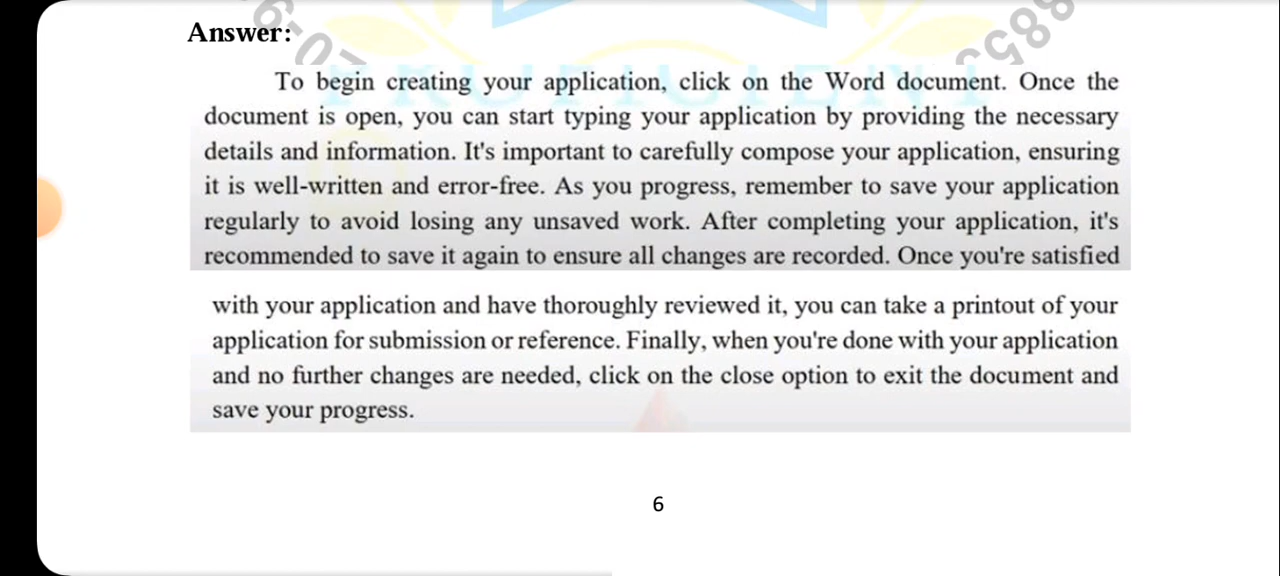 Answer:
To begin creating your application, click on the Word document. Once the
document is open, you can start typing your application by providing the necessary
details and information. It's important to carefully compose your application, ensuring
it is well-written and error-free. As you progress, remember to save your application
regularly to avoid losing any unsaved work. After completing your application, it's
recommended to save it again to ensure all changes are recorded. Once you're satisfied
with your application and have thoroughly reviewed it, you can take a printout of your
application for submission or reference. Finally, when you're done with your application
and no further changes are needed, click on the close option to exit the document and
save your progress.
6